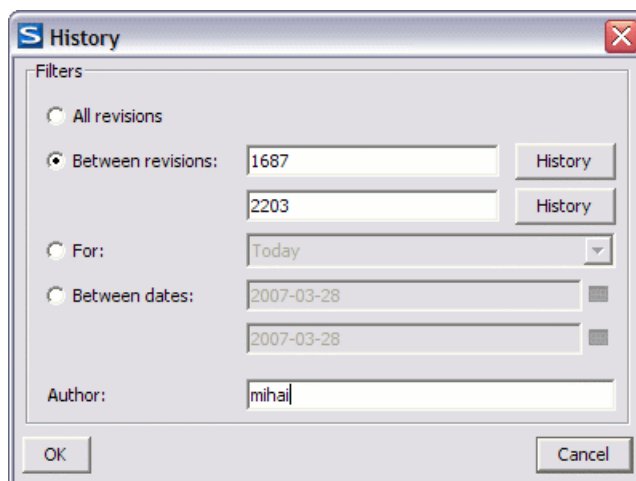 S History
Filters
All revisions
Between revisions: 1687 History
2203 History
For: Today
Between dates: 2007-03-28
2007-03-28
Author: mihai
OK Cancel